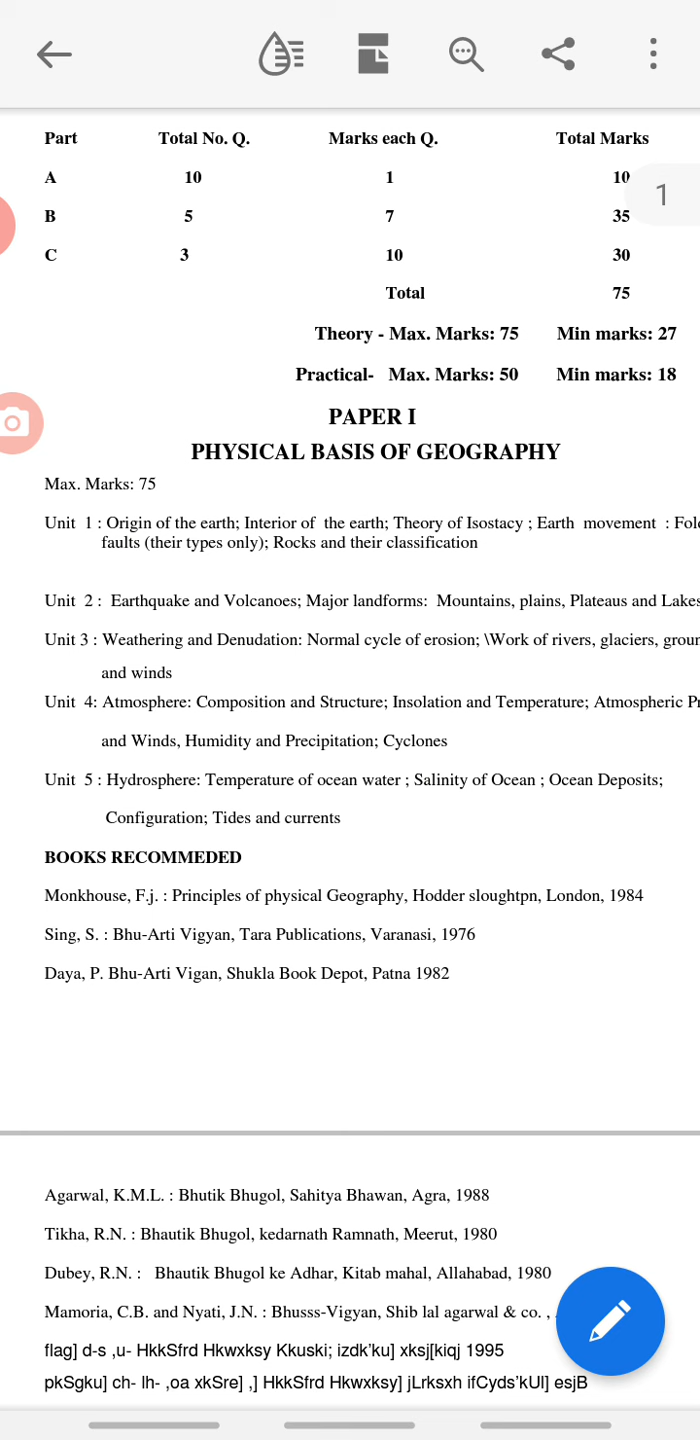 Part Total No. Q. Marks each Q. Total Marks
A 10 1 10
1
B 5 7 35
C 3 10 30
Total 75
Theory - Max. Marks: 75 Min marks: 27
Practical- Max. Marks: 50 Min marks: 18
PAPER I
PHYSICAL BASIS OF GEOGRAPHY
Max. Marks: 75
Unit 1 : Origin of the earth; Interior of the earth; Theory of Isostacy ; Earth movement :
faults (their types only); Rocks and their classification
Unit 2 : Earthquake and Volcanoes; Major landforms: Mountains, plains, Plateaus and Lakes
Unit 3 : Weathering and Denudation: Normal cycle of erosion; \Work of rivers, glaciers,
and winds
Unit 4: Atmosphere: Composition and Structure; Insolation and Temperature; Atmospheric
and Winds, Humidity and Precipitation; Cyclones
Unit 5 : Hydrosphere: Temperature of ocean water ; Salinity of Ocean ; Ocean Deposits;
Configuration; Tides and currents
BOOKS RECOMMEDED
Monkhouse, F.j. : Principles of physical Geography, Hodder sloughtpn, London, 1984
Sing, S. : Bhu-Arti Vigyan, Tara Publications, Varanasi, 1976
Daya, P. Bhu-Arti Vigan, Shukla Book Depot, Patna 1982
Agarwal, K.M.L. : Bhutik Bhugol, Sahitya Bhawan, Agra, 1988
Tikha, R.N. : Bhautik Bhugol, kedarnath Ramnath, Meerut, 1980
Dubey, R.N. : Bhautik Bhugol ke Adhar, Kitab mahal, Allahabad, 1980
Mamoria, C.B. and Nyati, J.N. : Bhusss-Vigyan, Shib lal agarwal & co. ,
flag] d-s ,u- HkkSfrd Hkwxksy Kkuski; izdk'ku] xksj[kiqj 1995
pkSgku] ch- lh- ,oa xkSre] ,] HkkSfrd Hkwxksy] jLrksxh ifCyds'kUl] esjB